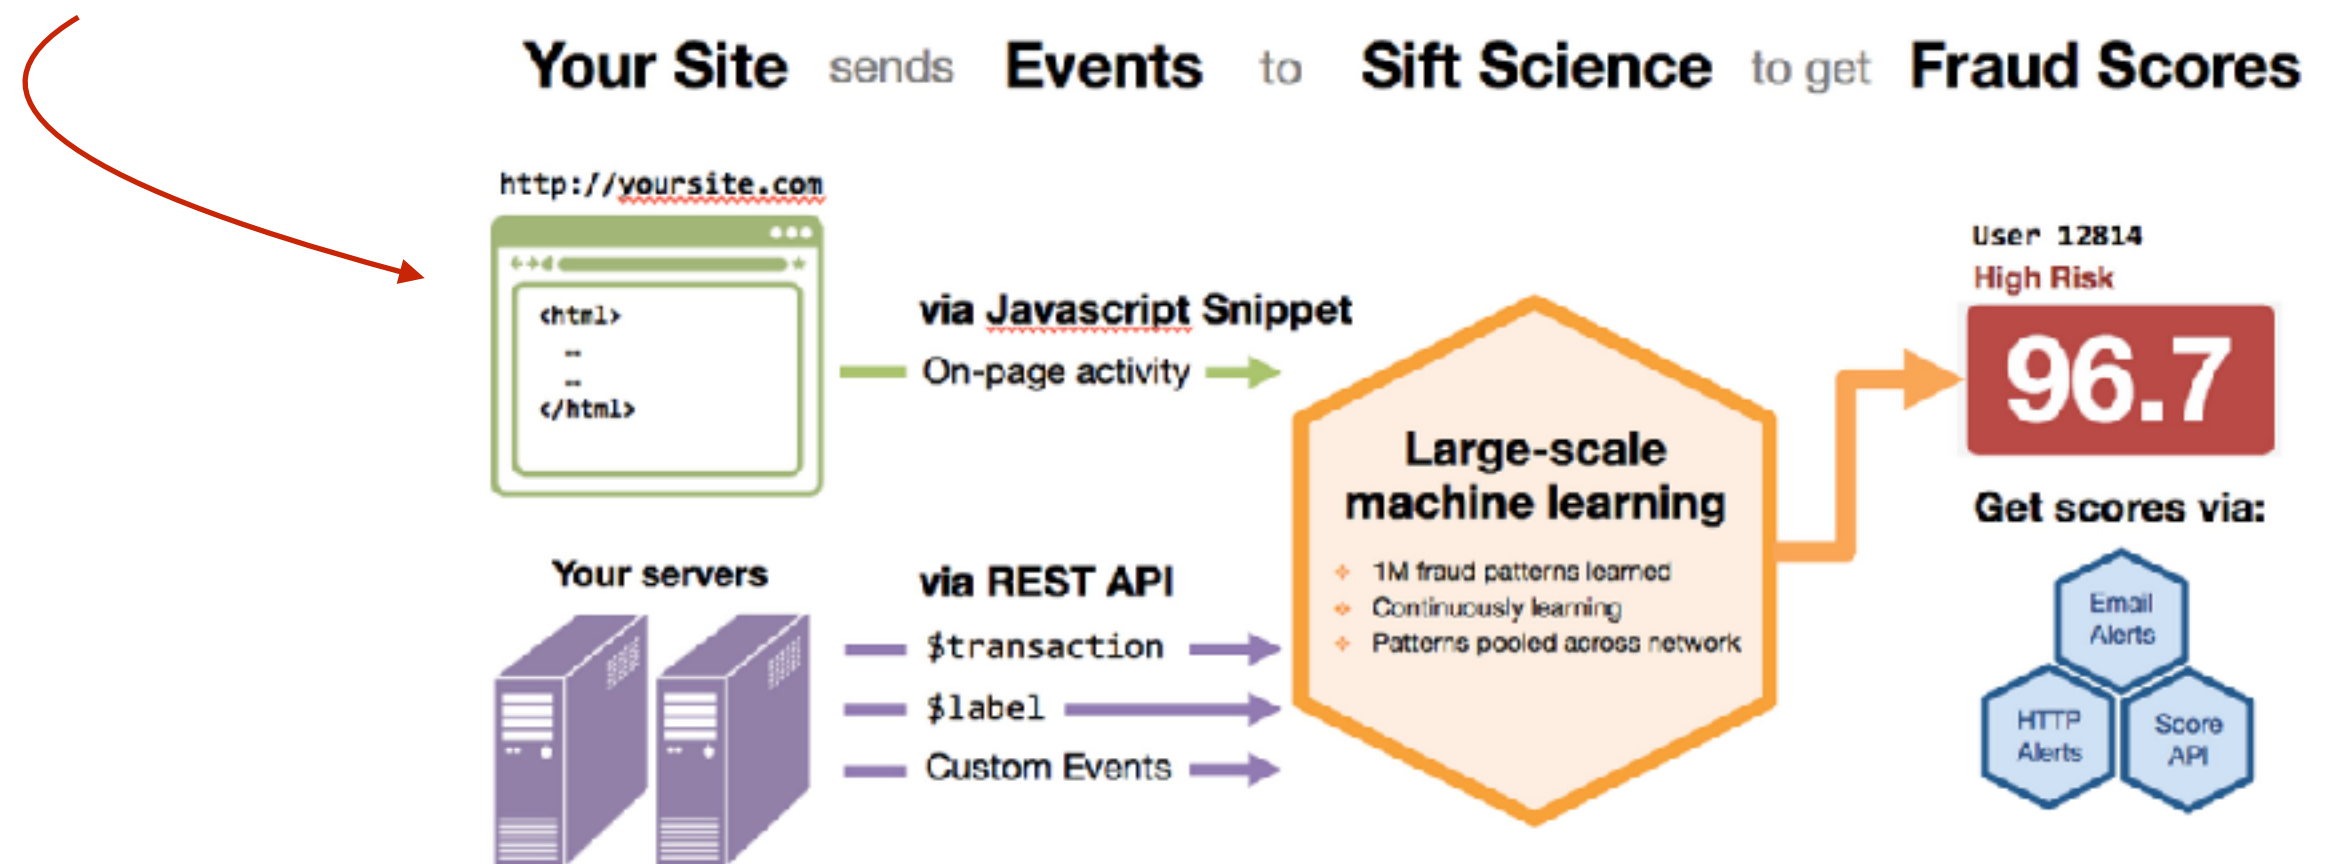 Your Site sends Events to Sift Science to get Fraud Scores
http://yoursite.com
<html>
--
--
</html>
via Javascript Snippet
On-page activity
Your servers
via REST API
$transaction
$label
Custom Events
Large-scale
machine learning
1M fraud patterns learned
Continuously learning
Patterns pooled across network
User 12814
High Risk
96.7
Get scores via:
Email
Alerts
HTTP
Alerts
Score
API